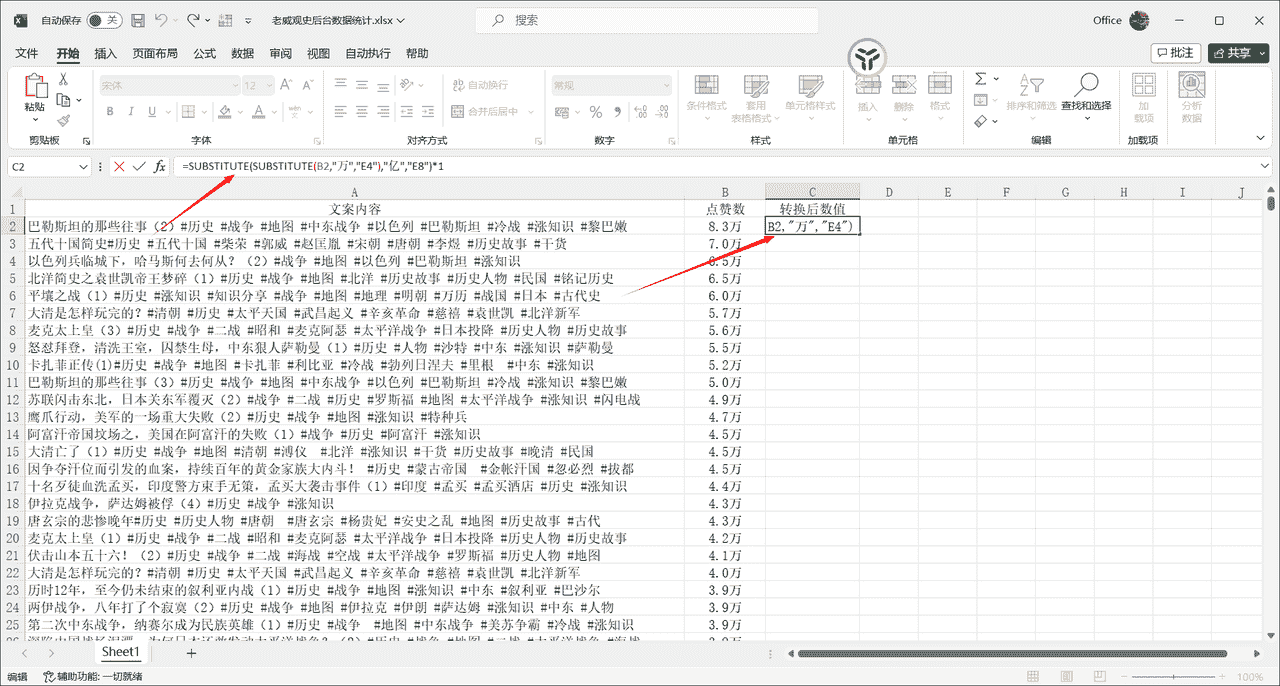 自动保存 关 老威观史后台数据统计.xlsx 搜索 Office
文件 开始 插入 页面布局 公式 数据 审阅 视图 自动执行 帮助 批注 共享
宋体 12 自动换行 常规
粘贴 B I U 合并后居中 条件格式 套用 表格格式 单元格样式 插入 删除 格式 排序和筛选 查找和选择 加载项 分析数据
剪贴板 字体 对齐方式 数字 样式 单元格 编辑 加载项
C2 fx =SUBSTITUTE(SUBSTITUTE(B2,"万","E4"),"亿","E8")*1
A B C D E F G H I J
1 文案内容 点赞数 转换后数值
2 巴勒斯坦的那些往事（2）#历史 #战争 #地图 #中东战争 #以色列 #巴勒斯坦 #冷战 #涨知识 #黎巴嫩 8.3万 B2,"万","E4")
3 五代十国简史#历史 #五代十国 #柴荣 #郭威 #赵匡胤 #宋朝 #唐朝 #李煜 #历史故事 #干货 7.0万
4 以色列兵临城下，哈马斯何去何从？（2）#战争 #地图 #以色列 #巴勒斯坦 #涨知识 6.5万
5 北洋简史之袁世凯帝王梦碎（1）#历史 #战争 #地图 #北洋 #历史故事 #历史人物 #民国 #铭记历史 6.5万
6 平壤之战（1）#历史 #涨知识 #知识分享 #战争 #地图 #地理 #明朝 #万历 #战国 #日本 #古代史 6.0万
7 大清是怎样玩完的？#清朝 #历史 #太平天国 #武昌起义 #辛亥革命 #慈禧 #袁世凯 #北洋新军 5.7万
8 麦克太上皇（3）#历史 #战争 #二战 #昭和 #麦克阿瑟 #太平洋战争 #日本投降 #历史人物 #历史故事 5.6万
9 怒怼拜登，清洗王室，囚禁生母，中东狠人萨勒曼（1）#历史 #人物 #沙特 #中东 #涨知识 #萨勒曼 5.5万
10 卡扎菲正传(1)#历史 #战争 #地图 #卡扎菲 #利比亚 #冷战 #勃列日涅夫 #里根 #中东 #涨知识 5.2万
11 巴勒斯坦的那些往事（3）#历史 #战争 #地图 #中东战争 #以色列 #巴勒斯坦 #冷战 #涨知识 #黎巴嫩 5.0万
12 苏联闪击东北，日本关东军覆灭（2）#战争 #二战 #历史 #罗斯福 #地图 #太平洋战争 #涨知识 #闪电战 4.9万
13 鹰爪行动，美军的一场重大失败（2）#历史 #战争 #地图 #涨知识 #特种兵 4.7万
14 阿富汗帝国坟场之，美国在阿富汗的失败（1）#战争 #历史 #阿富汗 #涨知识 4.5万
15 大清亡了（1）#历史 #战争 #地图 #清朝 #溥仪 #北洋 #涨知识 #干货 #历史故事 #晚清 #民国 4.5万
16 因争夺汗位而引发的血案，持续百年的黄金家族大内斗！ #历史 #蒙古帝国 #金帐汗国 #忽必烈 #拔都 4.5万
17 十名歹徒血洗孟买，印度警方束手无策，孟买大袭击事件（1）#印度 #孟买 #孟买酒店 #历史 #涨知识 4.4万
18 伊拉克战争，萨达姆被俘（4）#历史 #战争 #涨知识 4.3万
19 唐玄宗的悲惨晚年#历史 #历史人物 #唐朝 #唐玄宗 #杨贵妃 #安史之乱 #地图 #历史故事 #古代 4.3万
20 麦克太上皇（1）#历史 #战争 #二战 #昭和 #麦克阿瑟 #太平洋战争 #日本投降 #历史人物 #历史故事 4.2万
21 伏击山本五十六！（2）#历史 #战争 #二战 #海战 #空战 #太平洋战争 #罗斯福 #历史人物 #地图 4.1万
22 大清是怎样玩完的？#清朝 #历史 #太平天国 #武昌起义 #辛亥革命 #慈禧 #袁世凯 #北洋新军 4.0万
23 历时12年，至今仍未结束的叙利亚内战（1）#历史 #战争 #地图 #涨知识 #中东 #叙利亚 #巴沙尔 3.9万
24 两伊战争，八年打了个寂寞（2）#历史 #战争 #地图 #伊拉克 #伊朗 #萨达姆 #涨知识 #中东 #人物 3.9万
25 第二次中东战争，纳赛尔成为民族英雄（1）#历史 #战争 #地图 #中东战争 #美苏争霸 #冷战 #涨知识 3.9万
Sheet1
编辑 辅助功能: 一切就绪 100%